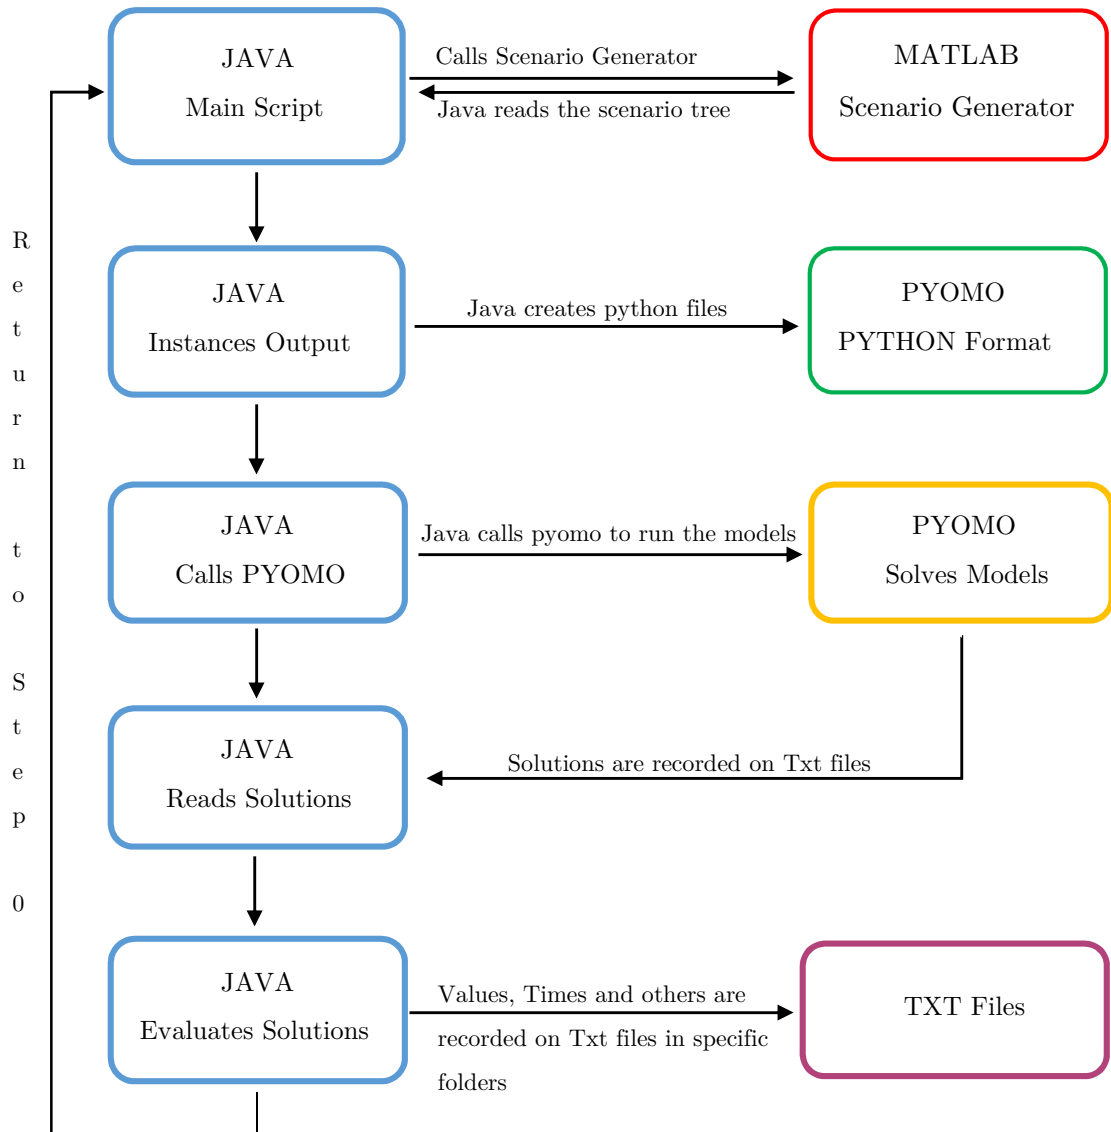 JAVA
Main Script
Calls Scenario Generator
Java reads the scenario tree
MATLAB
Scenario Generator
JAVA
Instances Output
Java creates python files
PYOMO
PYTHON Format
JAVA
Calls PYOMO
Java calls pyomo to run the models
PYOMO
Solves Models
JAVA
Reads Solutions
Solutions are recorded on Txt files
JAVA
Evaluates Solutions
Values, Times and others are
recorded on Txt files in specific
folders
TXT Files
Return to Step 0